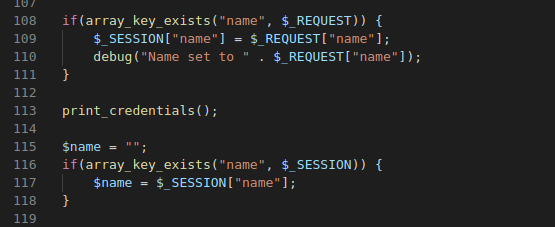 107
108 if(array_key_exists("name", $_REQUEST)) {
109 $_SESSION["name"] = $_REQUEST["name"];
110 debug("Name set to " . $_REQUEST["name"]);
111 }
112
113 print_credentials();
114
115 $name = "";
116 if(array_key_exists("name", $_SESSION)) {
117 $name = $_SESSION["name"];
118 }
119